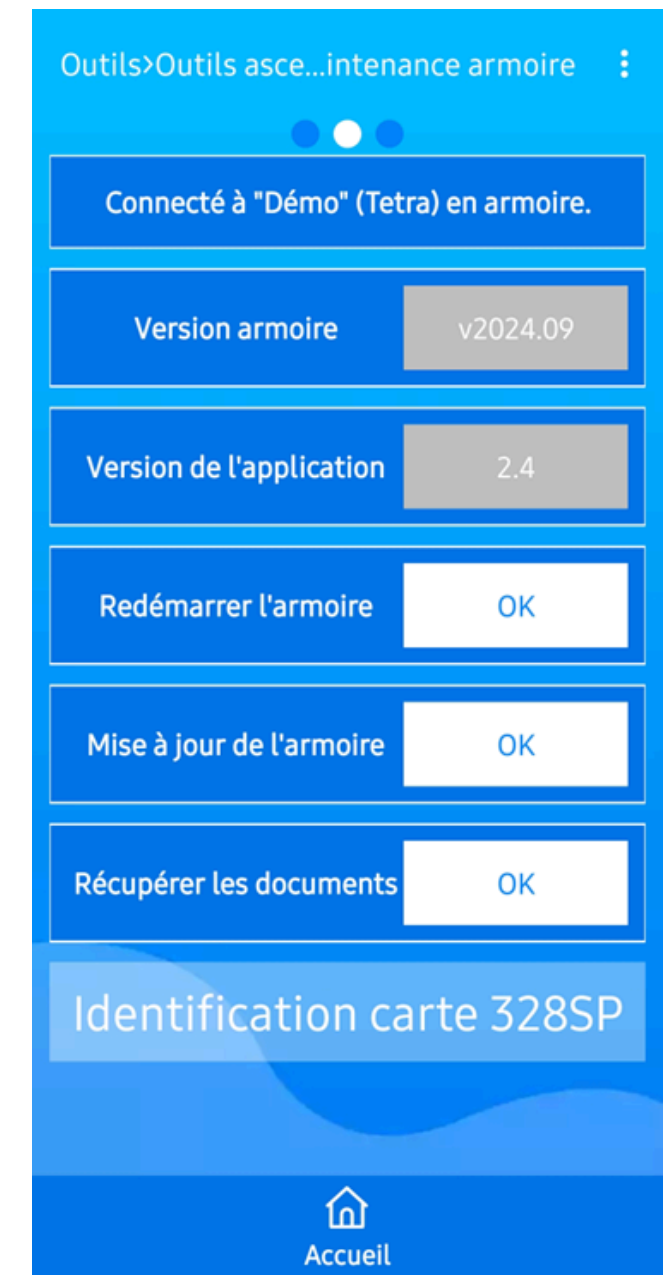 Outils>Outils asce...intenance armoire
Connecté à "Démo" (Tetra) en armoire.
Version armoire
v2024.09
Version de l'application
2.4
Redémarrer l'armoire
OK
Mise à jour de l'armoire
OK
Récupérer les documents
OK
Identification carte 328SP
Accueil